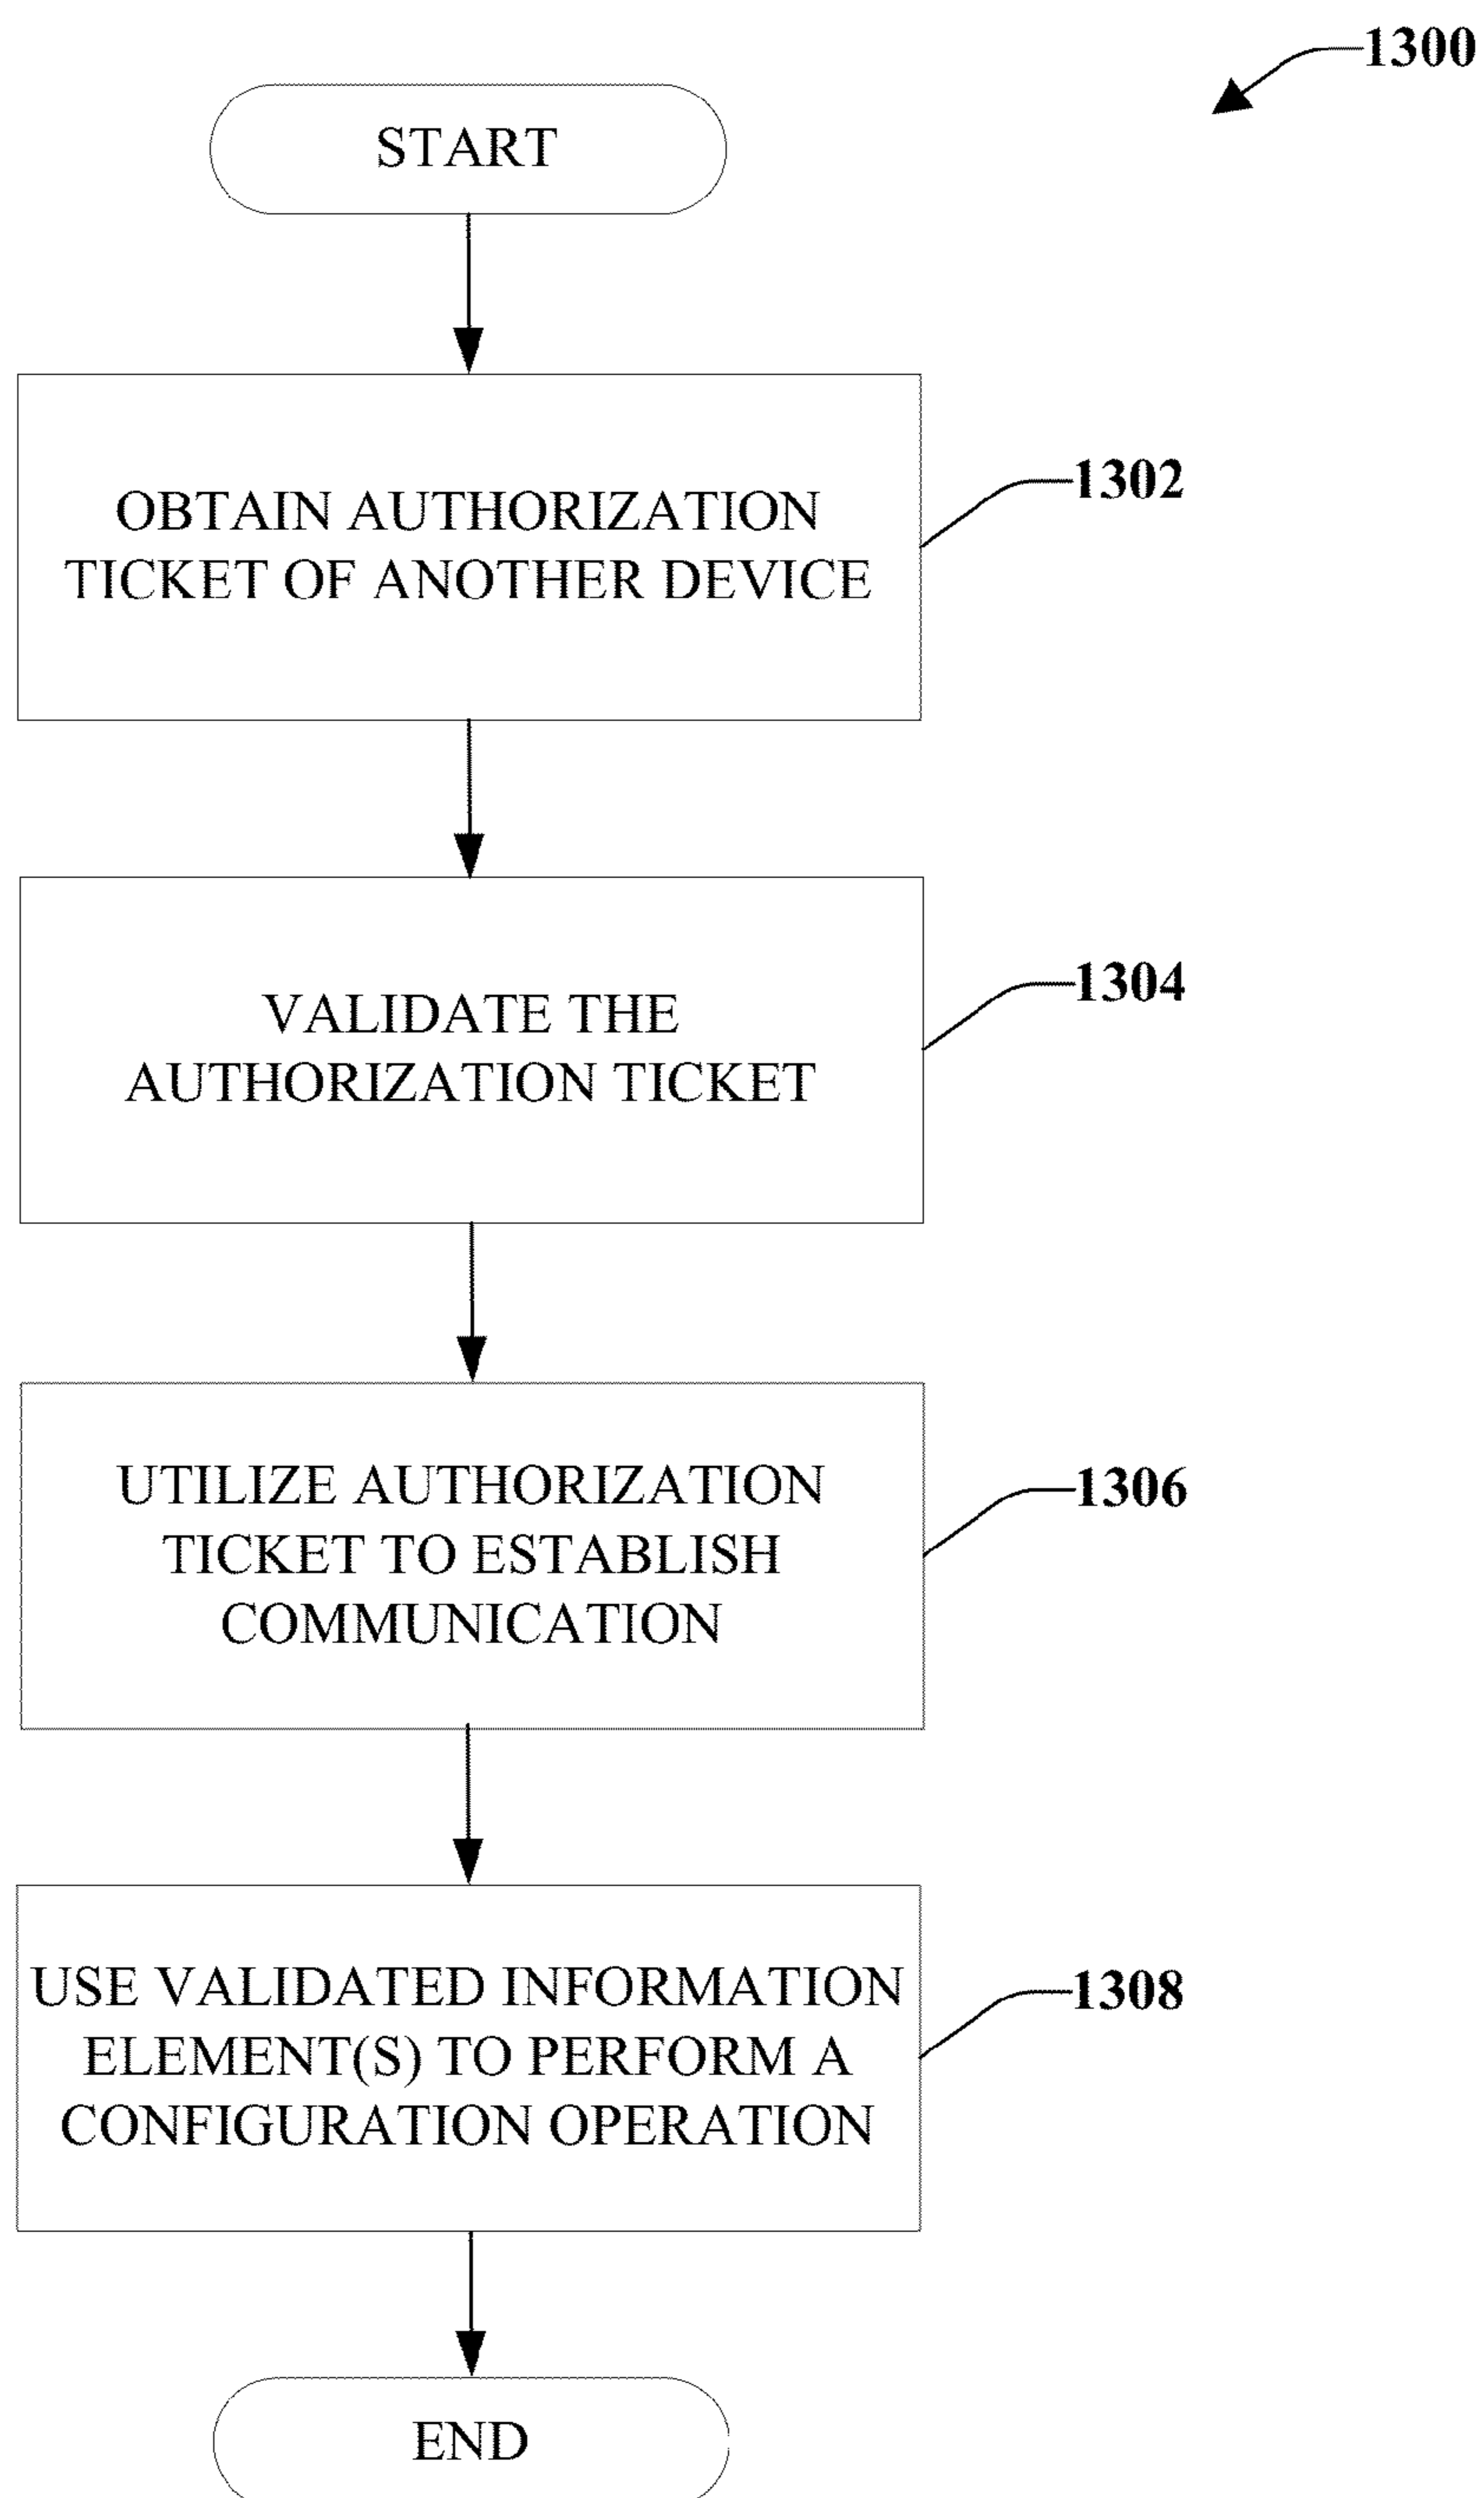 1300
START
OBTAIN AUTHORIZATION
TICKET OF ANOTHER DEVICE
1302
VALIDATE THE
AUTHORIZATION TICKET
1304
UTILIZE AUTHORIZATION
TICKET TO ESTABLISH
COMMUNICATION
1306
USE VALIDATED INFORMATION
ELEMENT(S) TO PERFORM A
CONFIGURATION OPERATION
1308
END